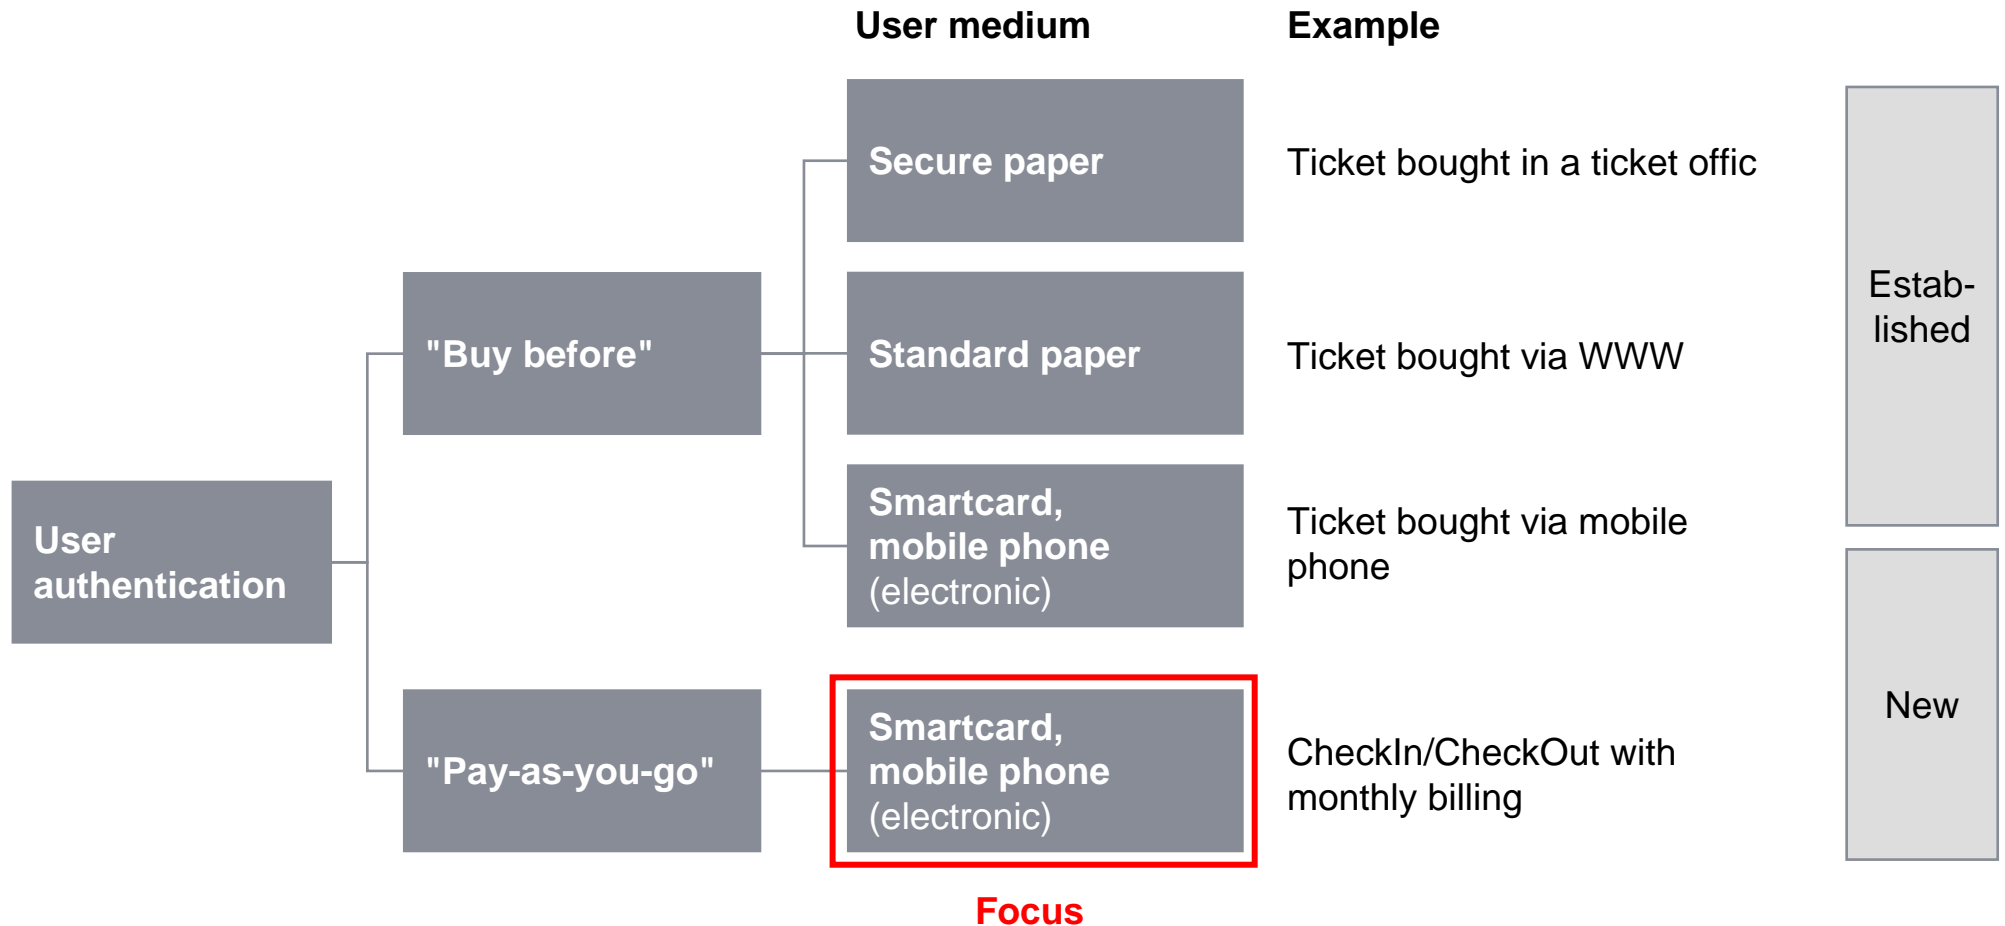 User medium
Example
Secure paper
Ticket bought in a ticket offic
"Buy before"
Standard paper
Ticket bought via WWW
Estab-
lished
User
authentication
Smartcard,
mobile phone
(electronic)
Ticket bought via mobile
phone
"Pay-as-you-go"
Smartcard,
mobile phone
(electronic)
CheckIn/CheckOut with
monthly billing
New
Focus